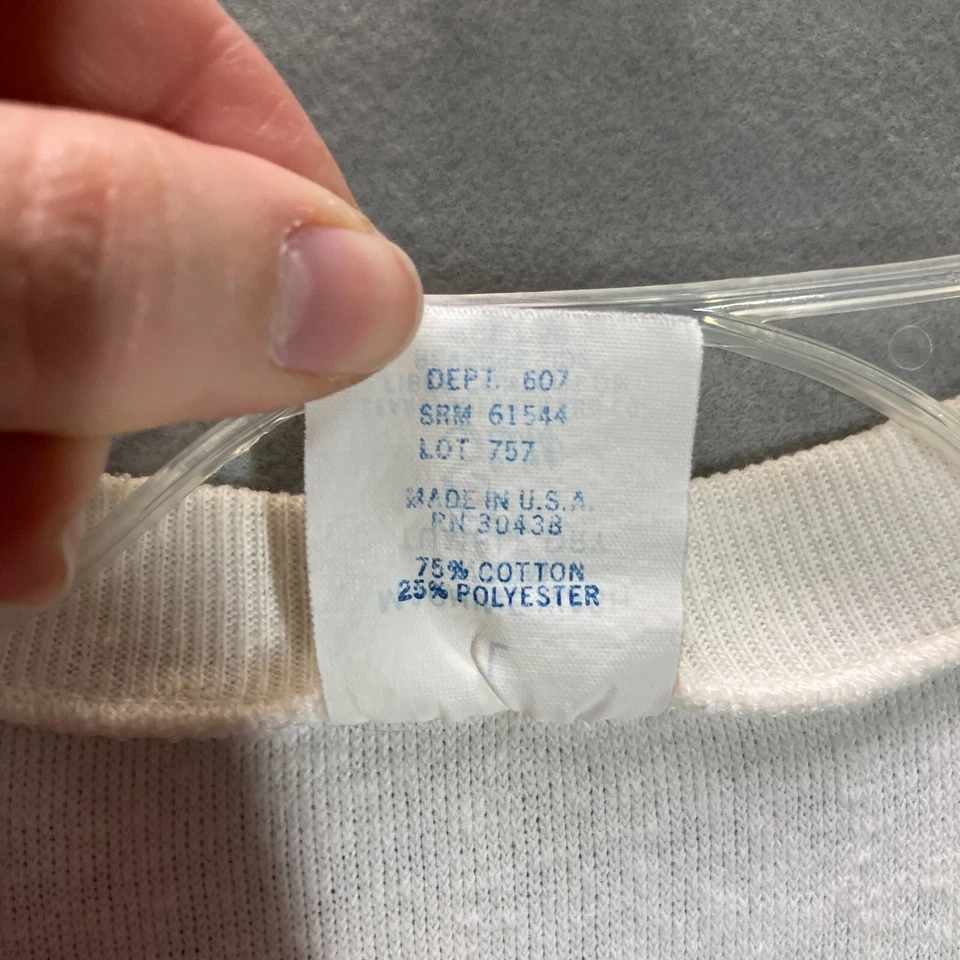 DEPT. 607
SRM 61544
LOT 757
MADE IN U.S.A.
RN 30438
75% COTTON
25% POLYESTER